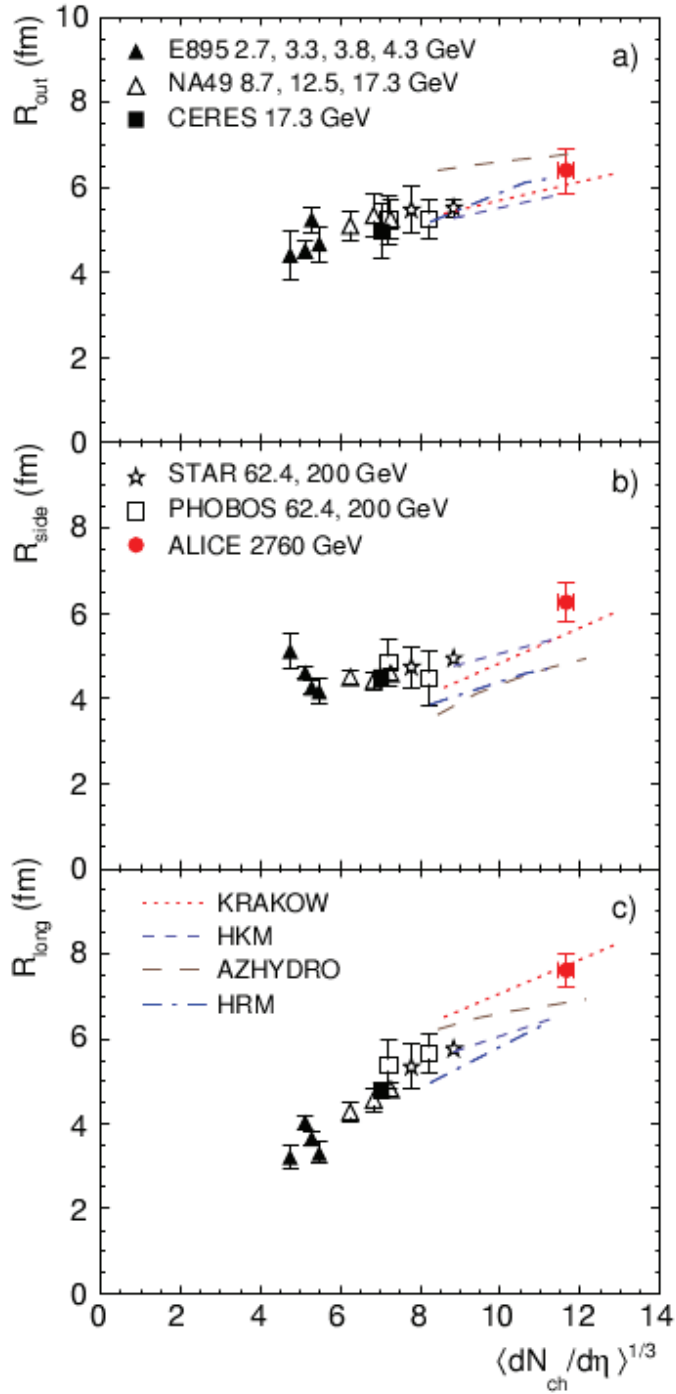 10
R_out (fm)
▲ E895 2.7, 3.3, 3.8, 4.3 GeV
a)
△ NA49 8.7, 12.5, 17.3 GeV
■ CERES 17.3 GeV
8
6
4
2
0
R_side (fm)
☆ STAR 62.4, 200 GeV
b)
□ PHOBOS 62.4, 200 GeV
● ALICE 2760 GeV
8
6
4
2
0
R_long (fm)
KRAKOW
c)
HKM
AZHYDRO
HRM
8
6
4
2
0
0 2 4 6 8 10 12 14
⟨dN_ch/dη⟩^1/3